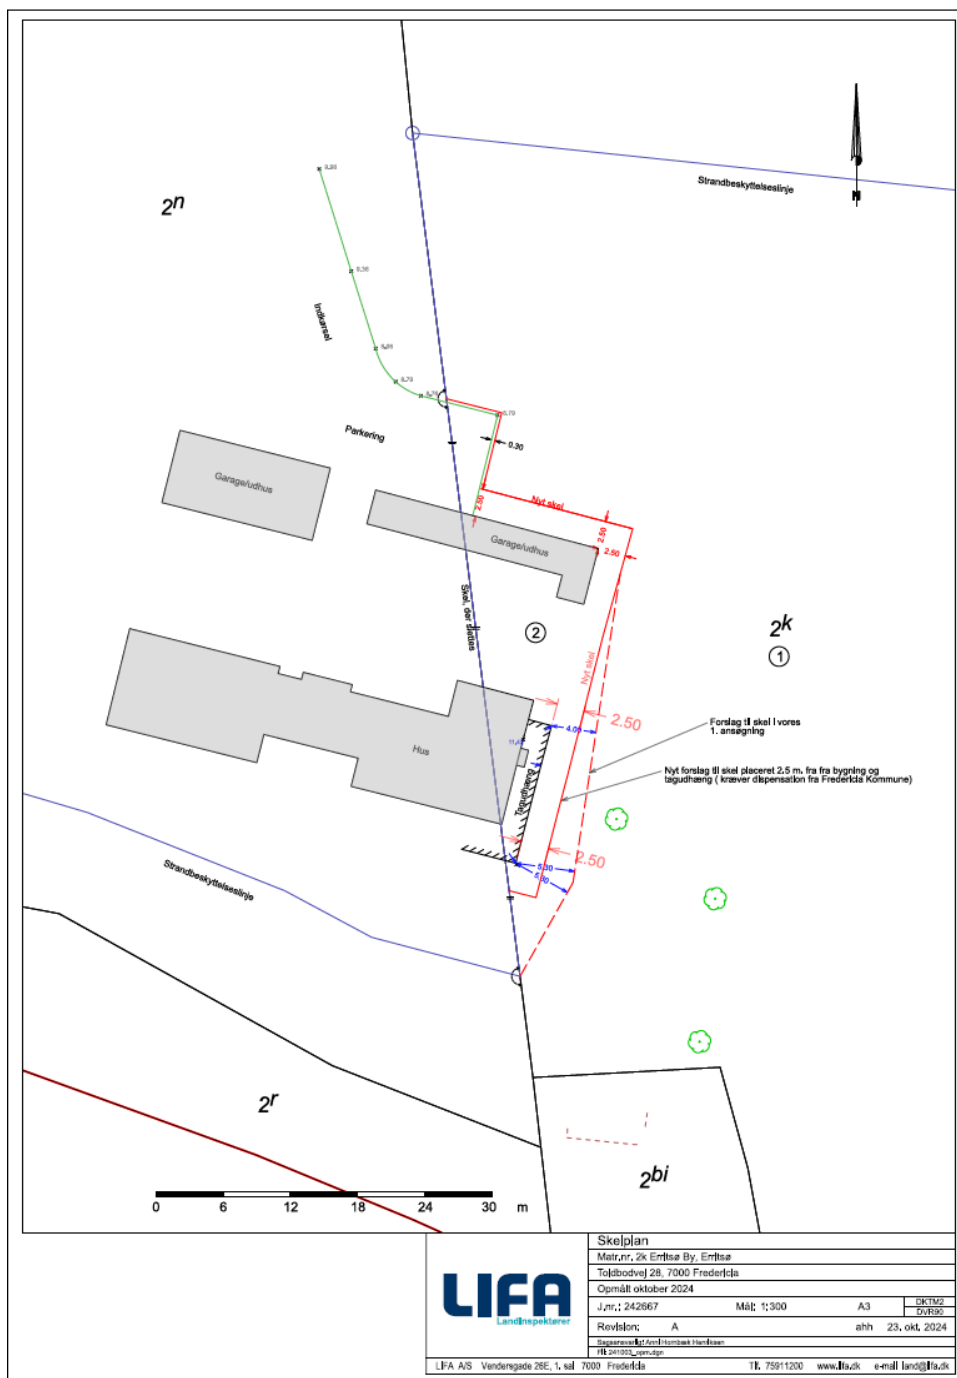 Strandbeskyttelseslinje
N
2n
Indkørsel
Parkering
0.30
Garage/udhus
2.50
Nyt skel
2.50
2.50
Garage/udhus
Skel, der slettes
2
2k
1
Nyt skel
2.50
4.00
Forslag til skel i vores
1. ansøgning
Hus
Tagudhæng
Nyt forslag til skel placeret 2.5 m. fra fra bygning og
tagudhæng ( kræver dispensation fra Fredericia Kommune)
2.50
Strandbeskyttelseslinje
2r
2bi
0 6 12 18 24 30 m
LIFA
Landinspektører
Skelplan
Matr.nr. 2k Erritsø By, Erritsø
Toldbodvej 28, 7000 Fredericia
Opmålt oktober 2024
J.nr.: 242667 Mål: 1:300 A3 DKTM2
DVR90
Revision: A ahh 23. okt. 2024
LIFA A/S Vendersgade 26E, 1. sal 7000 Fredericia Tlf. 75911200 www.lifa.dk e-mail land@lifa.dk